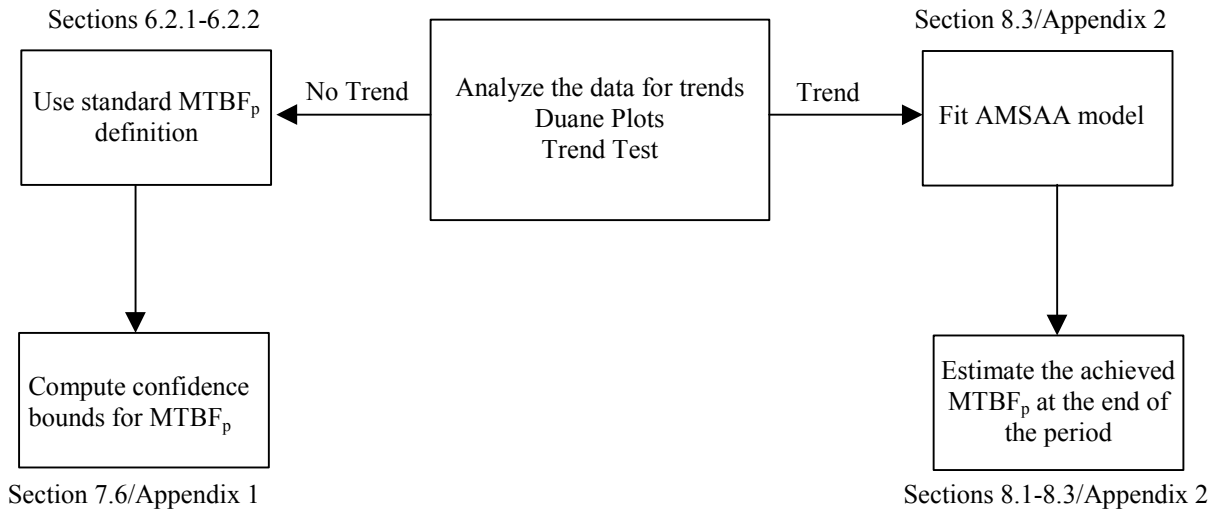 Sections 6.2.1-6.2.2
Use standard MTBFp
definition
No Trend
Analyze the data for trends
Duane Plots
Trend Test
Trend
Section 8.3/Appendix 2
Fit AMSAA model
Compute confidence
bounds for MTBFp
Section 7.6/Appendix 1
Estimate the achieved
MTBFp at the end of
the period
Sections 8.1-8.3/Appendix 2